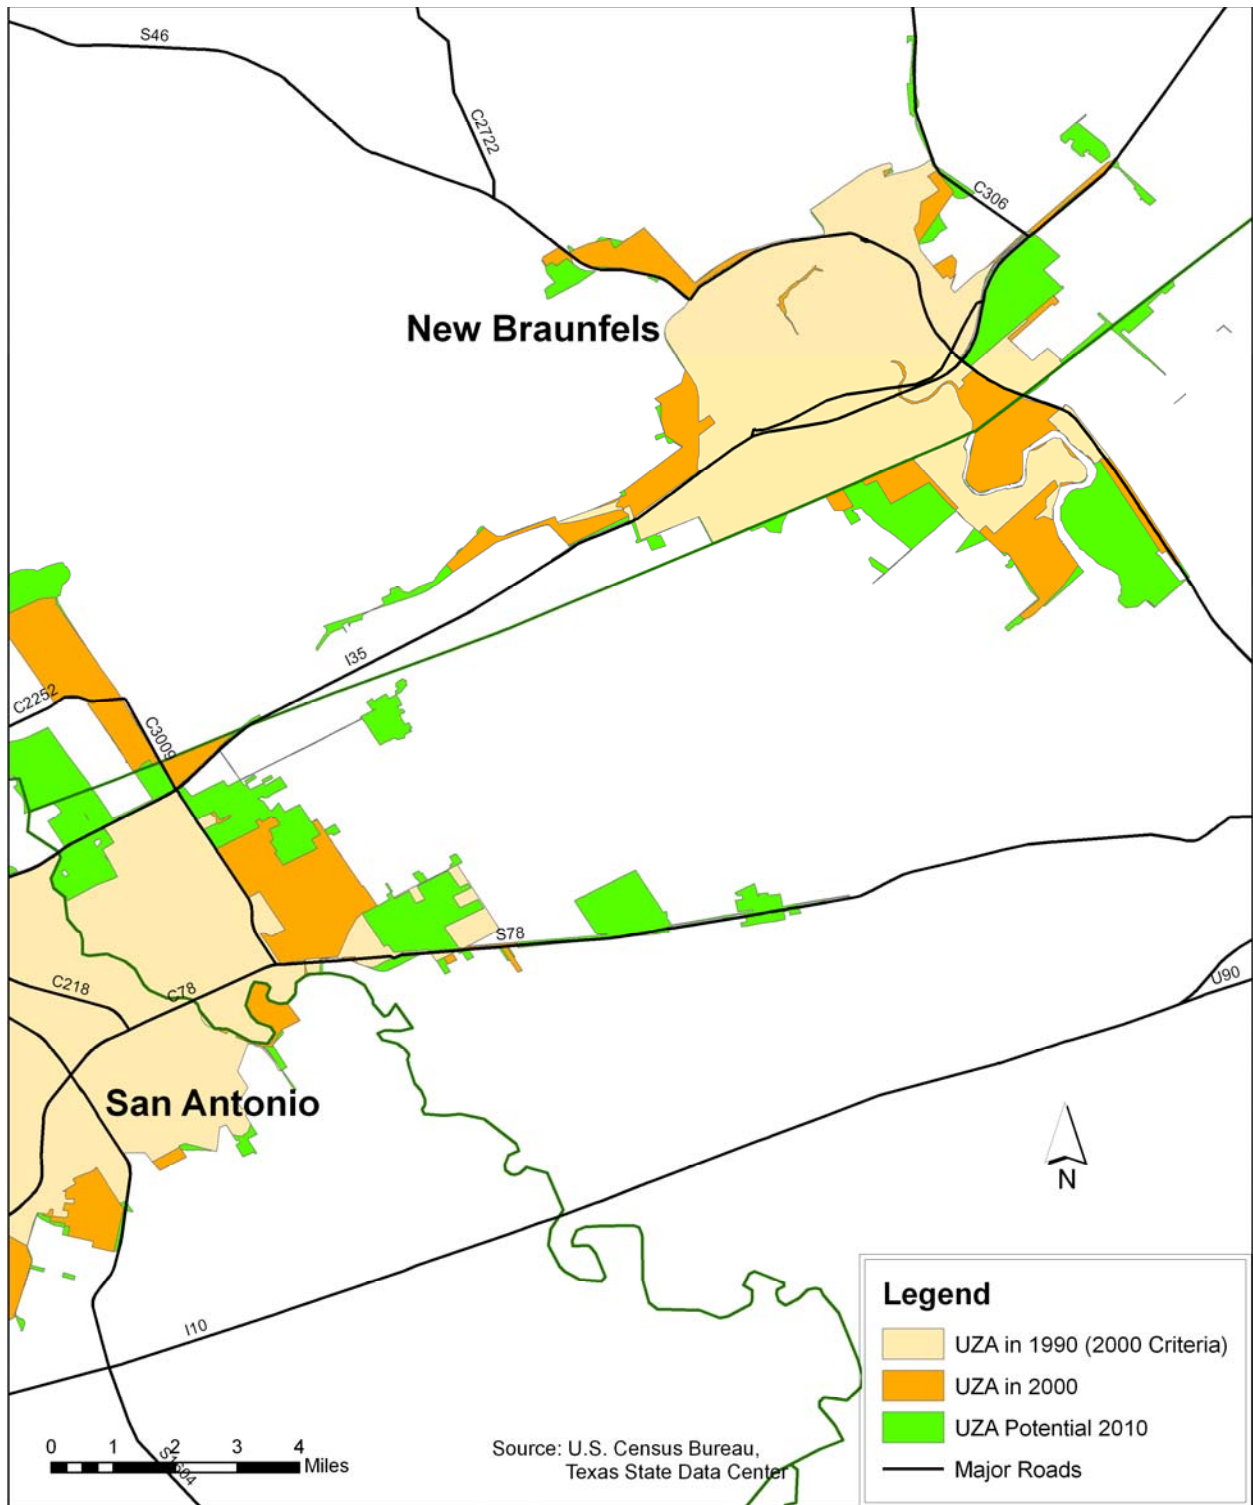 S46
C2722
C306
New Braunfels
I35
C2252
C3009
S78
C218
C78
U90
San Antonio
N
I10
S1604
0 1 2 3 4
Miles
Source: U.S. Census Bureau,
Texas State Data Center
Legend
UZA in 1990 (2000 Criteria)
UZA in 2000
UZA Potential 2010
Major Roads